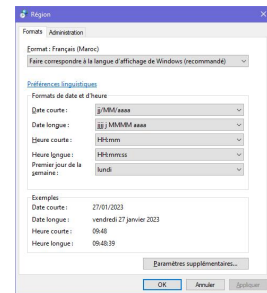 Région
Formats Administration
Format : Français (Maroc)
Faire correspondre à la langue d'affichage de Windows (recommandé)
Préférences linguistiques
Formats de date et d'heure
Date courte : jj/MM/aaaa
Date longue : jjjj j MMMM aaaa
Heure courte : HH:mm
Heure longue : HH:mm:ss
Premier jour de la semaine : lundi
Exemples
Date courte : 27/01/2023
Date longue : vendredi 27 janvier 2023
Heure courte : 09:48
Heure longue : 09:48:39
Paramètres supplémentaires...
OK Annuler Appliquer